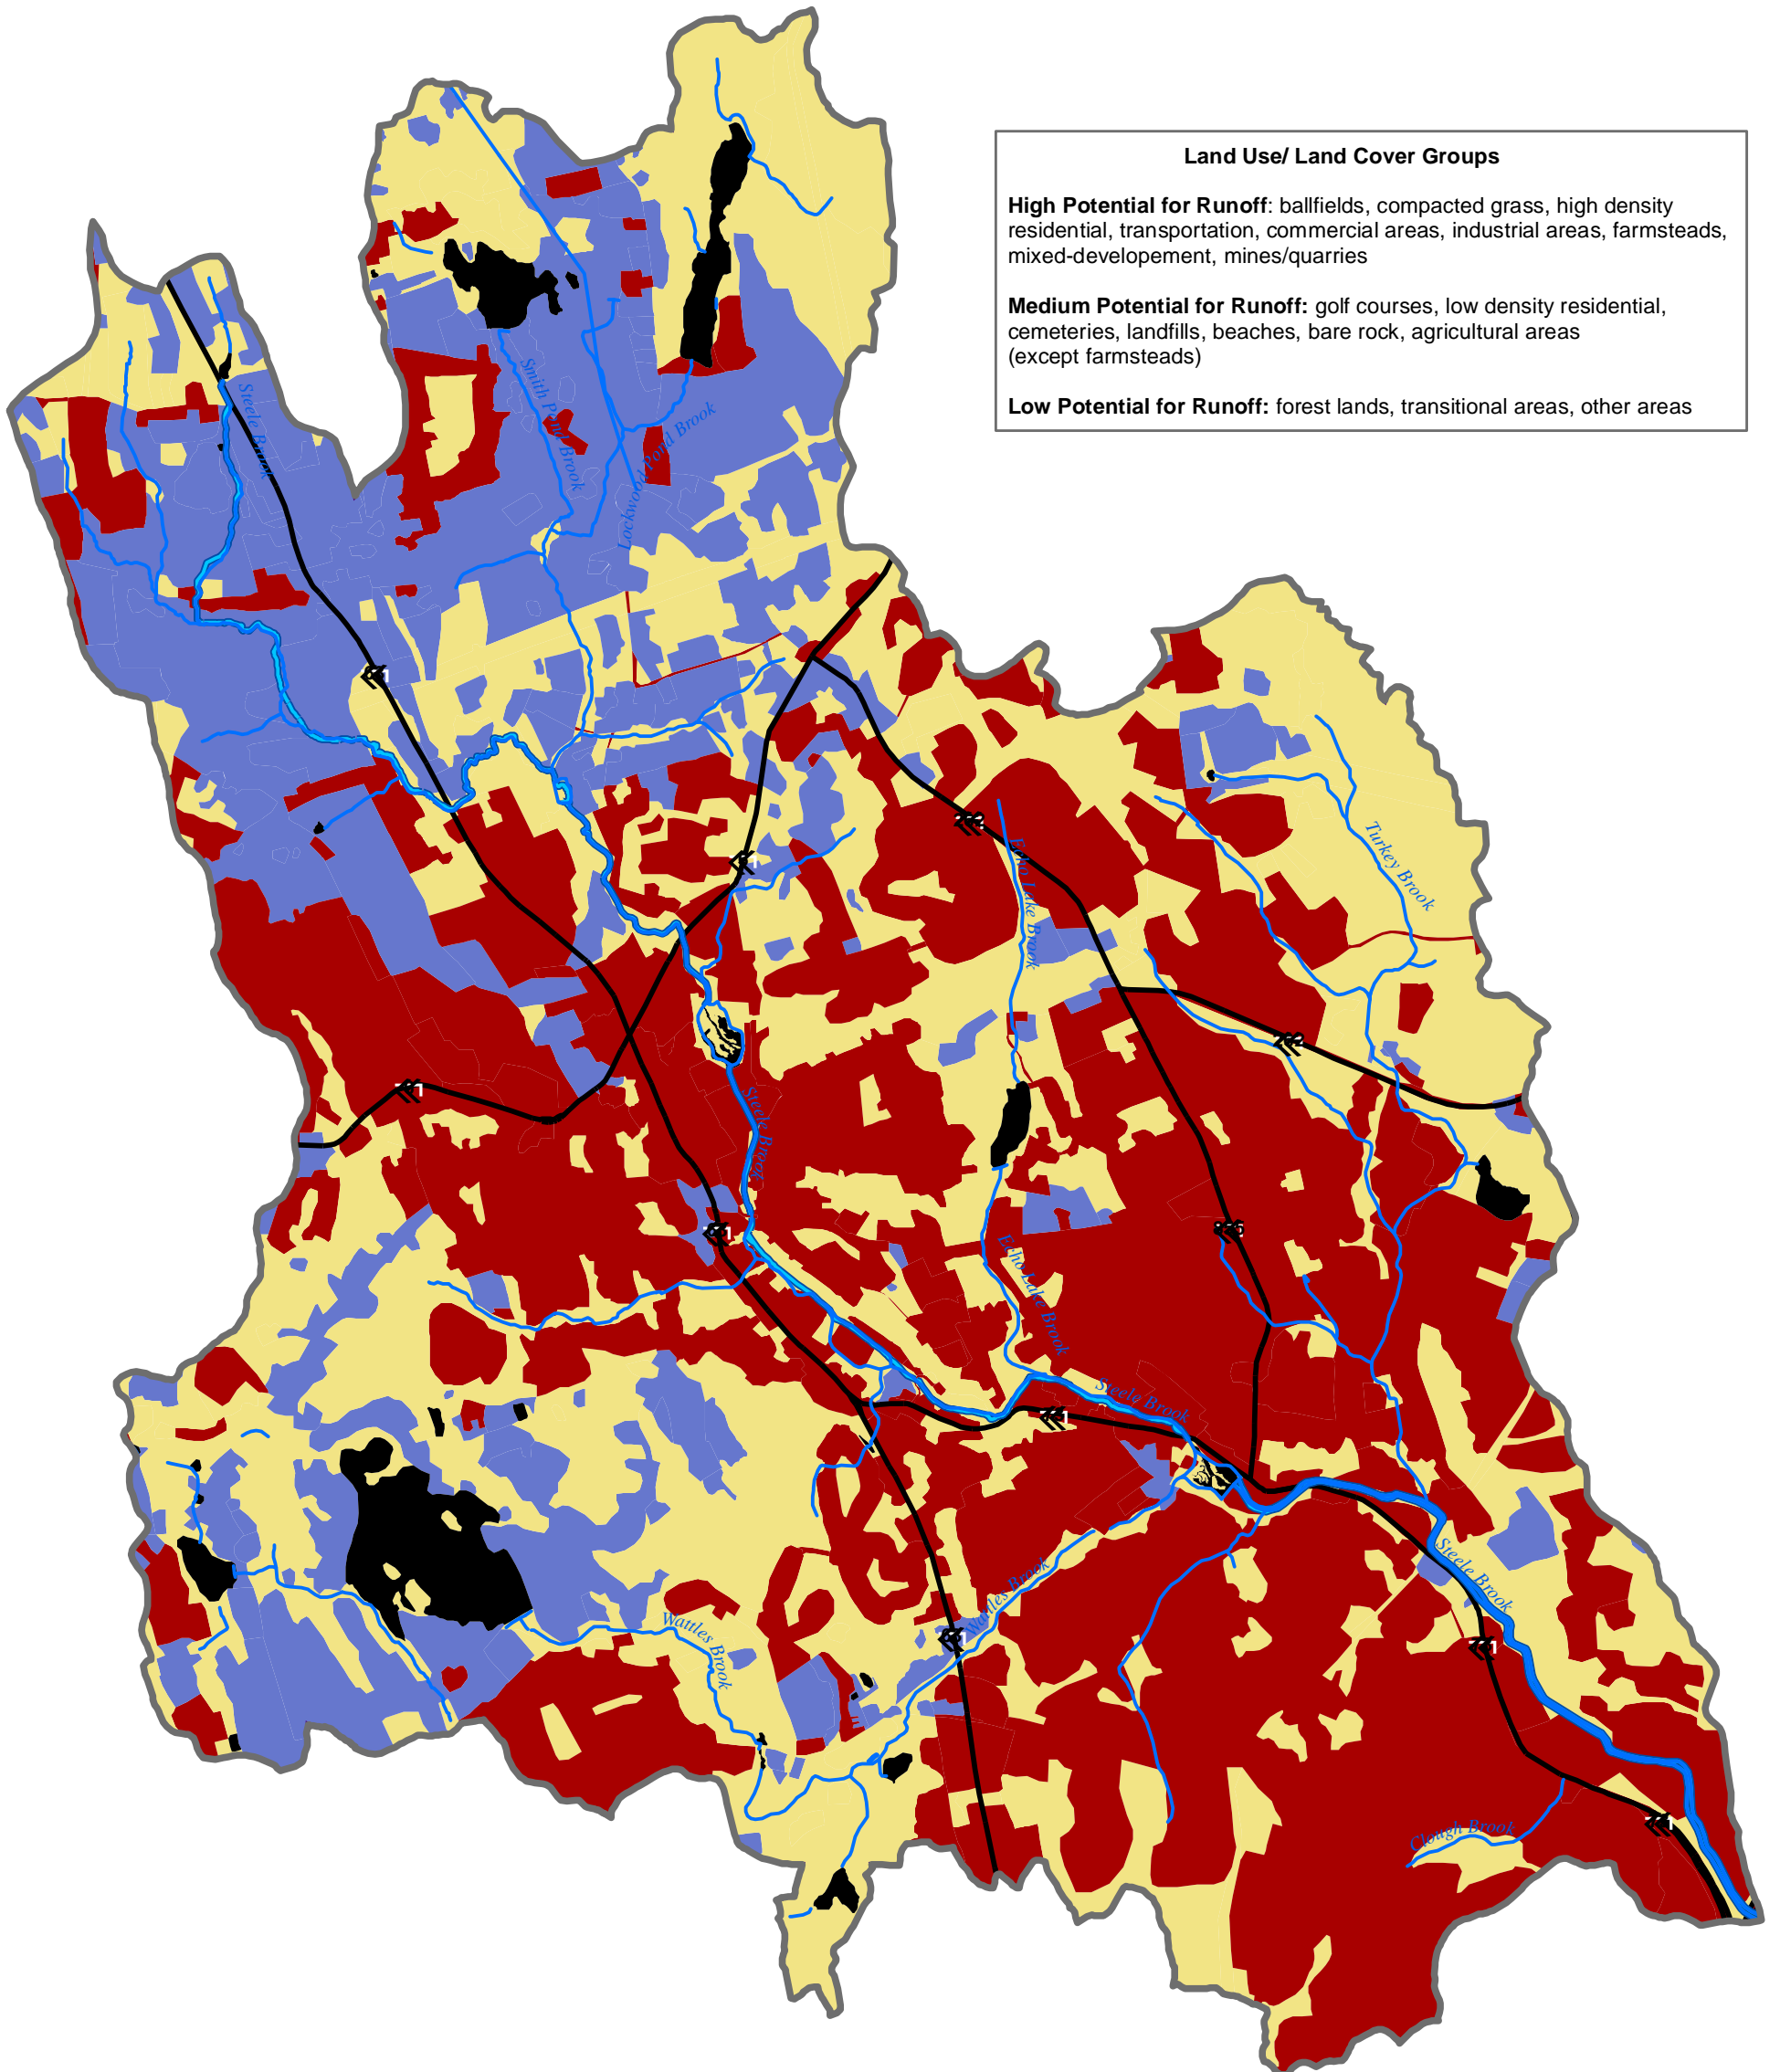 Land Use/ Land Cover Groups
High Potential for Runoff: ballfields, compacted grass, high density
residential, transportation, commercial areas, industrial areas, farmsteads,
mixed-developement, mines/quarries
Medium Potential for Runoff: golf courses, low density residential,
cemeteries, landfills, beaches, bare rock, agricultural areas
(except farmsteads)
Low Potential for Runoff: forest lands, transitional areas, other areas
Steele Brook
Smith Pond Brook
Lockwood Pond Brook
Echo Lake Brook
Turkey Brook
Steele Brook
Echo Lake Brook
Steele Brook
Steele Brook
Wattles Brook
Wattles Brook
Clough Brook